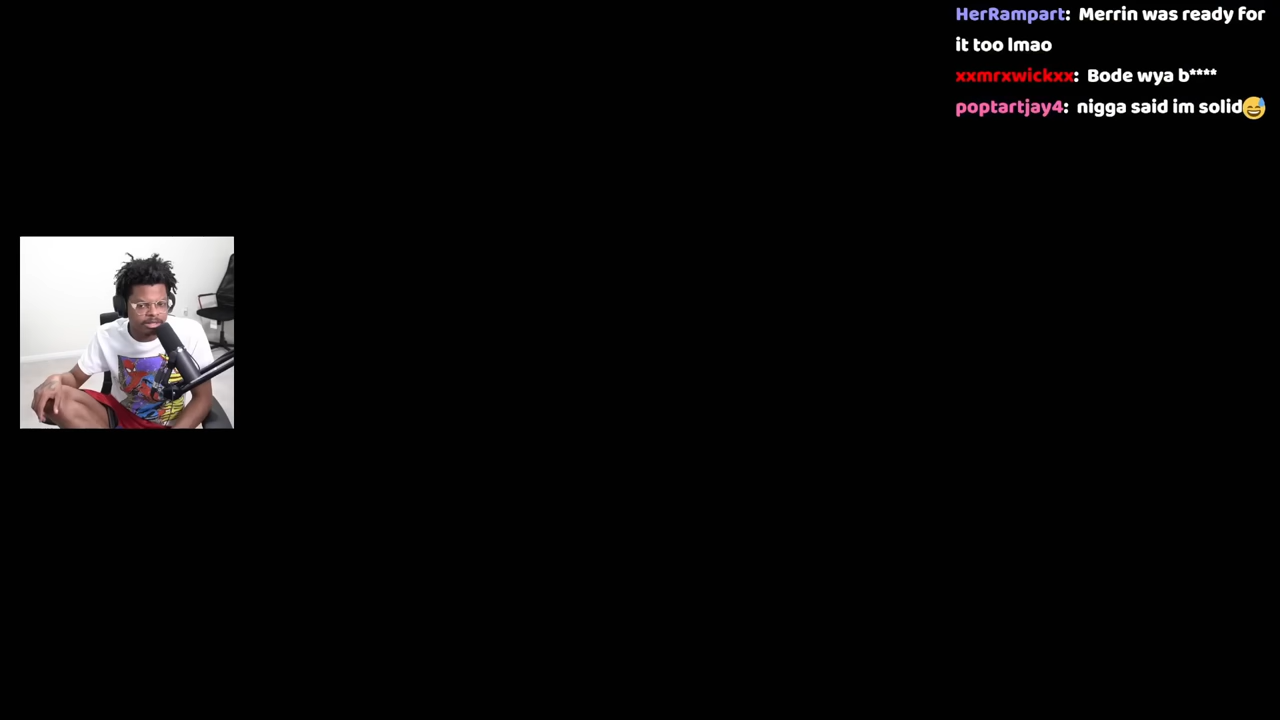 HerRampart: Merrin was ready for
it too lmao
xxmrxwickxx: Bode wya b****
poptartjay4: nigga said im solid😅